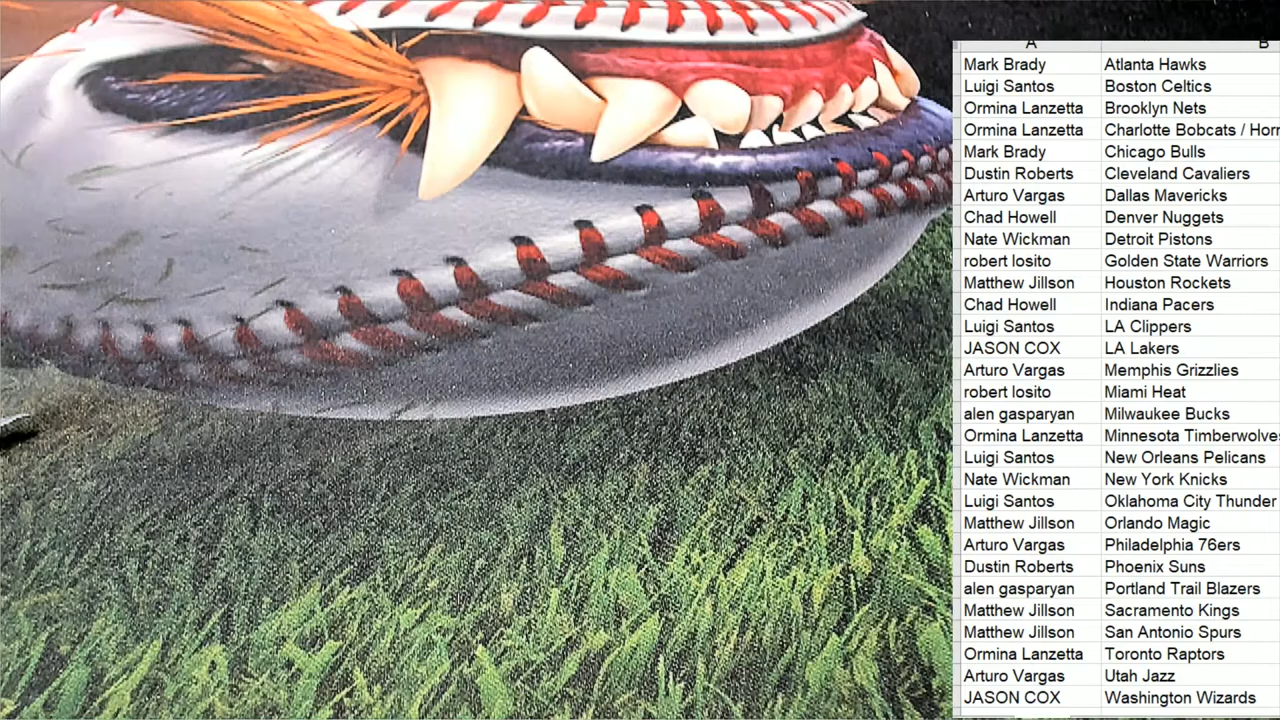 A B
Mark Brady Atlanta Hawks
Luigi Santos Boston Celtics
Ormina Lanzetta Brooklyn Nets
Ormina Lanzetta Charlotte Bobcats / Horn
Mark Brady Chicago Bulls
Dustin Roberts Cleveland Cavaliers
Arturo Vargas Dallas Mavericks
Chad Howell Denver Nuggets
Nate Wickman Detroit Pistons
robert losito Golden State Warriors
Matthew Jillson Houston Rockets
Chad Howell Indiana Pacers
Luigi Santos LA Clippers
JASON COX LA Lakers
Arturo Vargas Memphis Grizzlies
robert losito Miami Heat
alen gasparyan Milwaukee Bucks
Ormina Lanzetta Minnesota Timberwolves
Luigi Santos New Orleans Pelicans
Nate Wickman New York Knicks
Luigi Santos Oklahoma City Thunder
Matthew Jillson Orlando Magic
Arturo Vargas Philadelphia 76ers
Dustin Roberts Phoenix Suns
alen gasparyan Portland Trail Blazers
Matthew Jillson Sacramento Kings
Matthew Jillson San Antonio Spurs
Ormina Lanzetta Toronto Raptors
Arturo Vargas Utah Jazz
JASON COX Washington Wizards